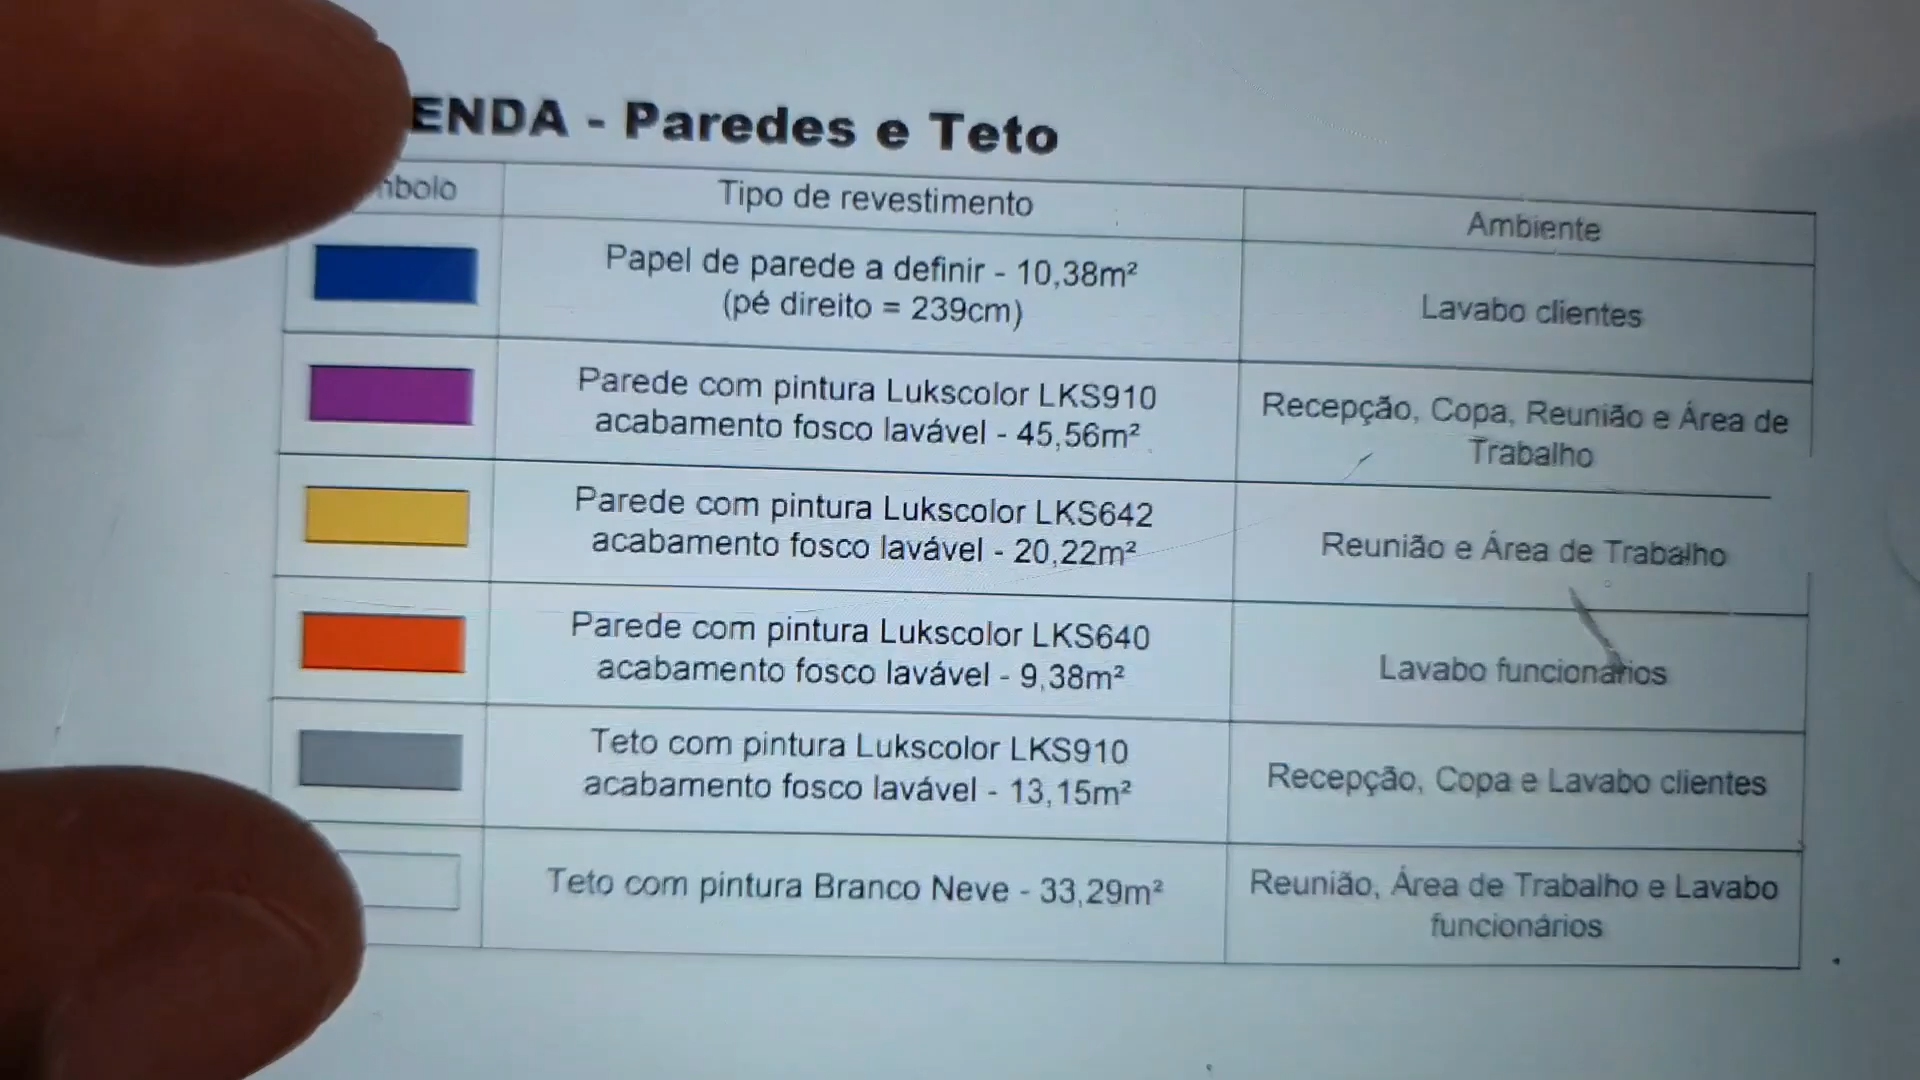 ENDA - Paredes e Teto
Tipo de revestimento
Ambiente
Papel de parede a definir - 10,38m²
(pé direito = 239cm)
Lavabo clientes
Parede com pintura Lukscolor LKS910
acabamento fosco lavável - 45,56m²
Recepção, Copa, Reunião e Área de
Trabalho
Parede com pintura Lukscolor LKS642
acabamento fosco lavável - 20,22m²
Reunião e Área de Trabalho
Parede com pintura Lukscolor LKS640
acabamento fosco lavável - 9,38m²
Lavabo funcionários
Teto com pintura Lukscolor LKS910
acabamento fosco lavável - 13,15m²
Recepção, Copa e Lavabo clientes
Teto com pintura Branco Neve - 33,29m²
Reunião, Área de Trabalho e Lavabo
funcionários